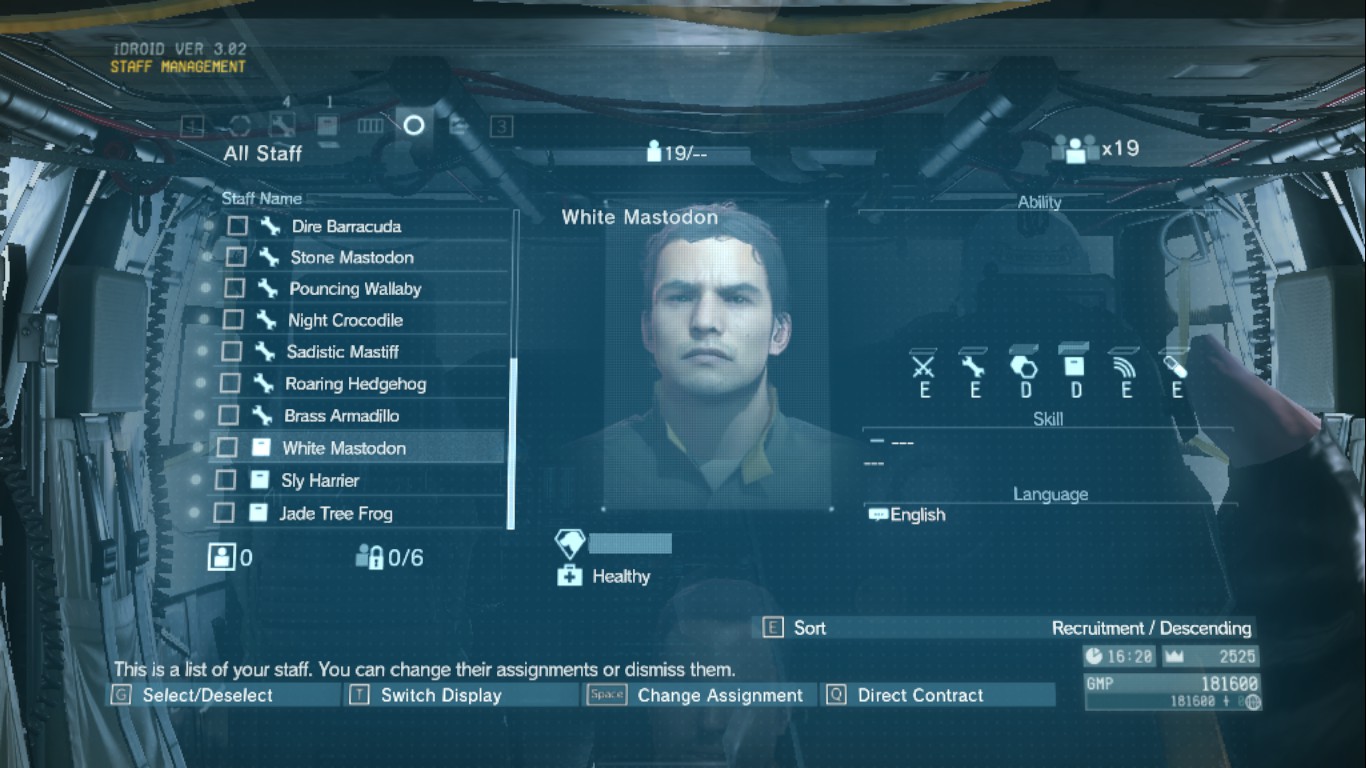 iDROID VER 3.02
STAFF MANAGEMENT
4 1
3
All Staff
19/--
x19
Staff Name
Dire Barracuda
Stone Mastodon
Pouncing Wallaby
Night Crocodile
Sadistic Mastiff
Roaring Hedgehog
Brass Armadillo
White Mastodon
Sly Harrier
Jade Tree Frog
0
0/6
White Mastodon
Healthy
Ability
E E D D E E
Skill
– ---
---
Language
English
E Sort
Recruitment / Descending
This is a list of your staff. You can change their assignments or dismiss them.
G Select/Deselect
T Switch Display
Space Change Assignment
Q Direct Contract
16:20
2525
GMP 181600
181600 +